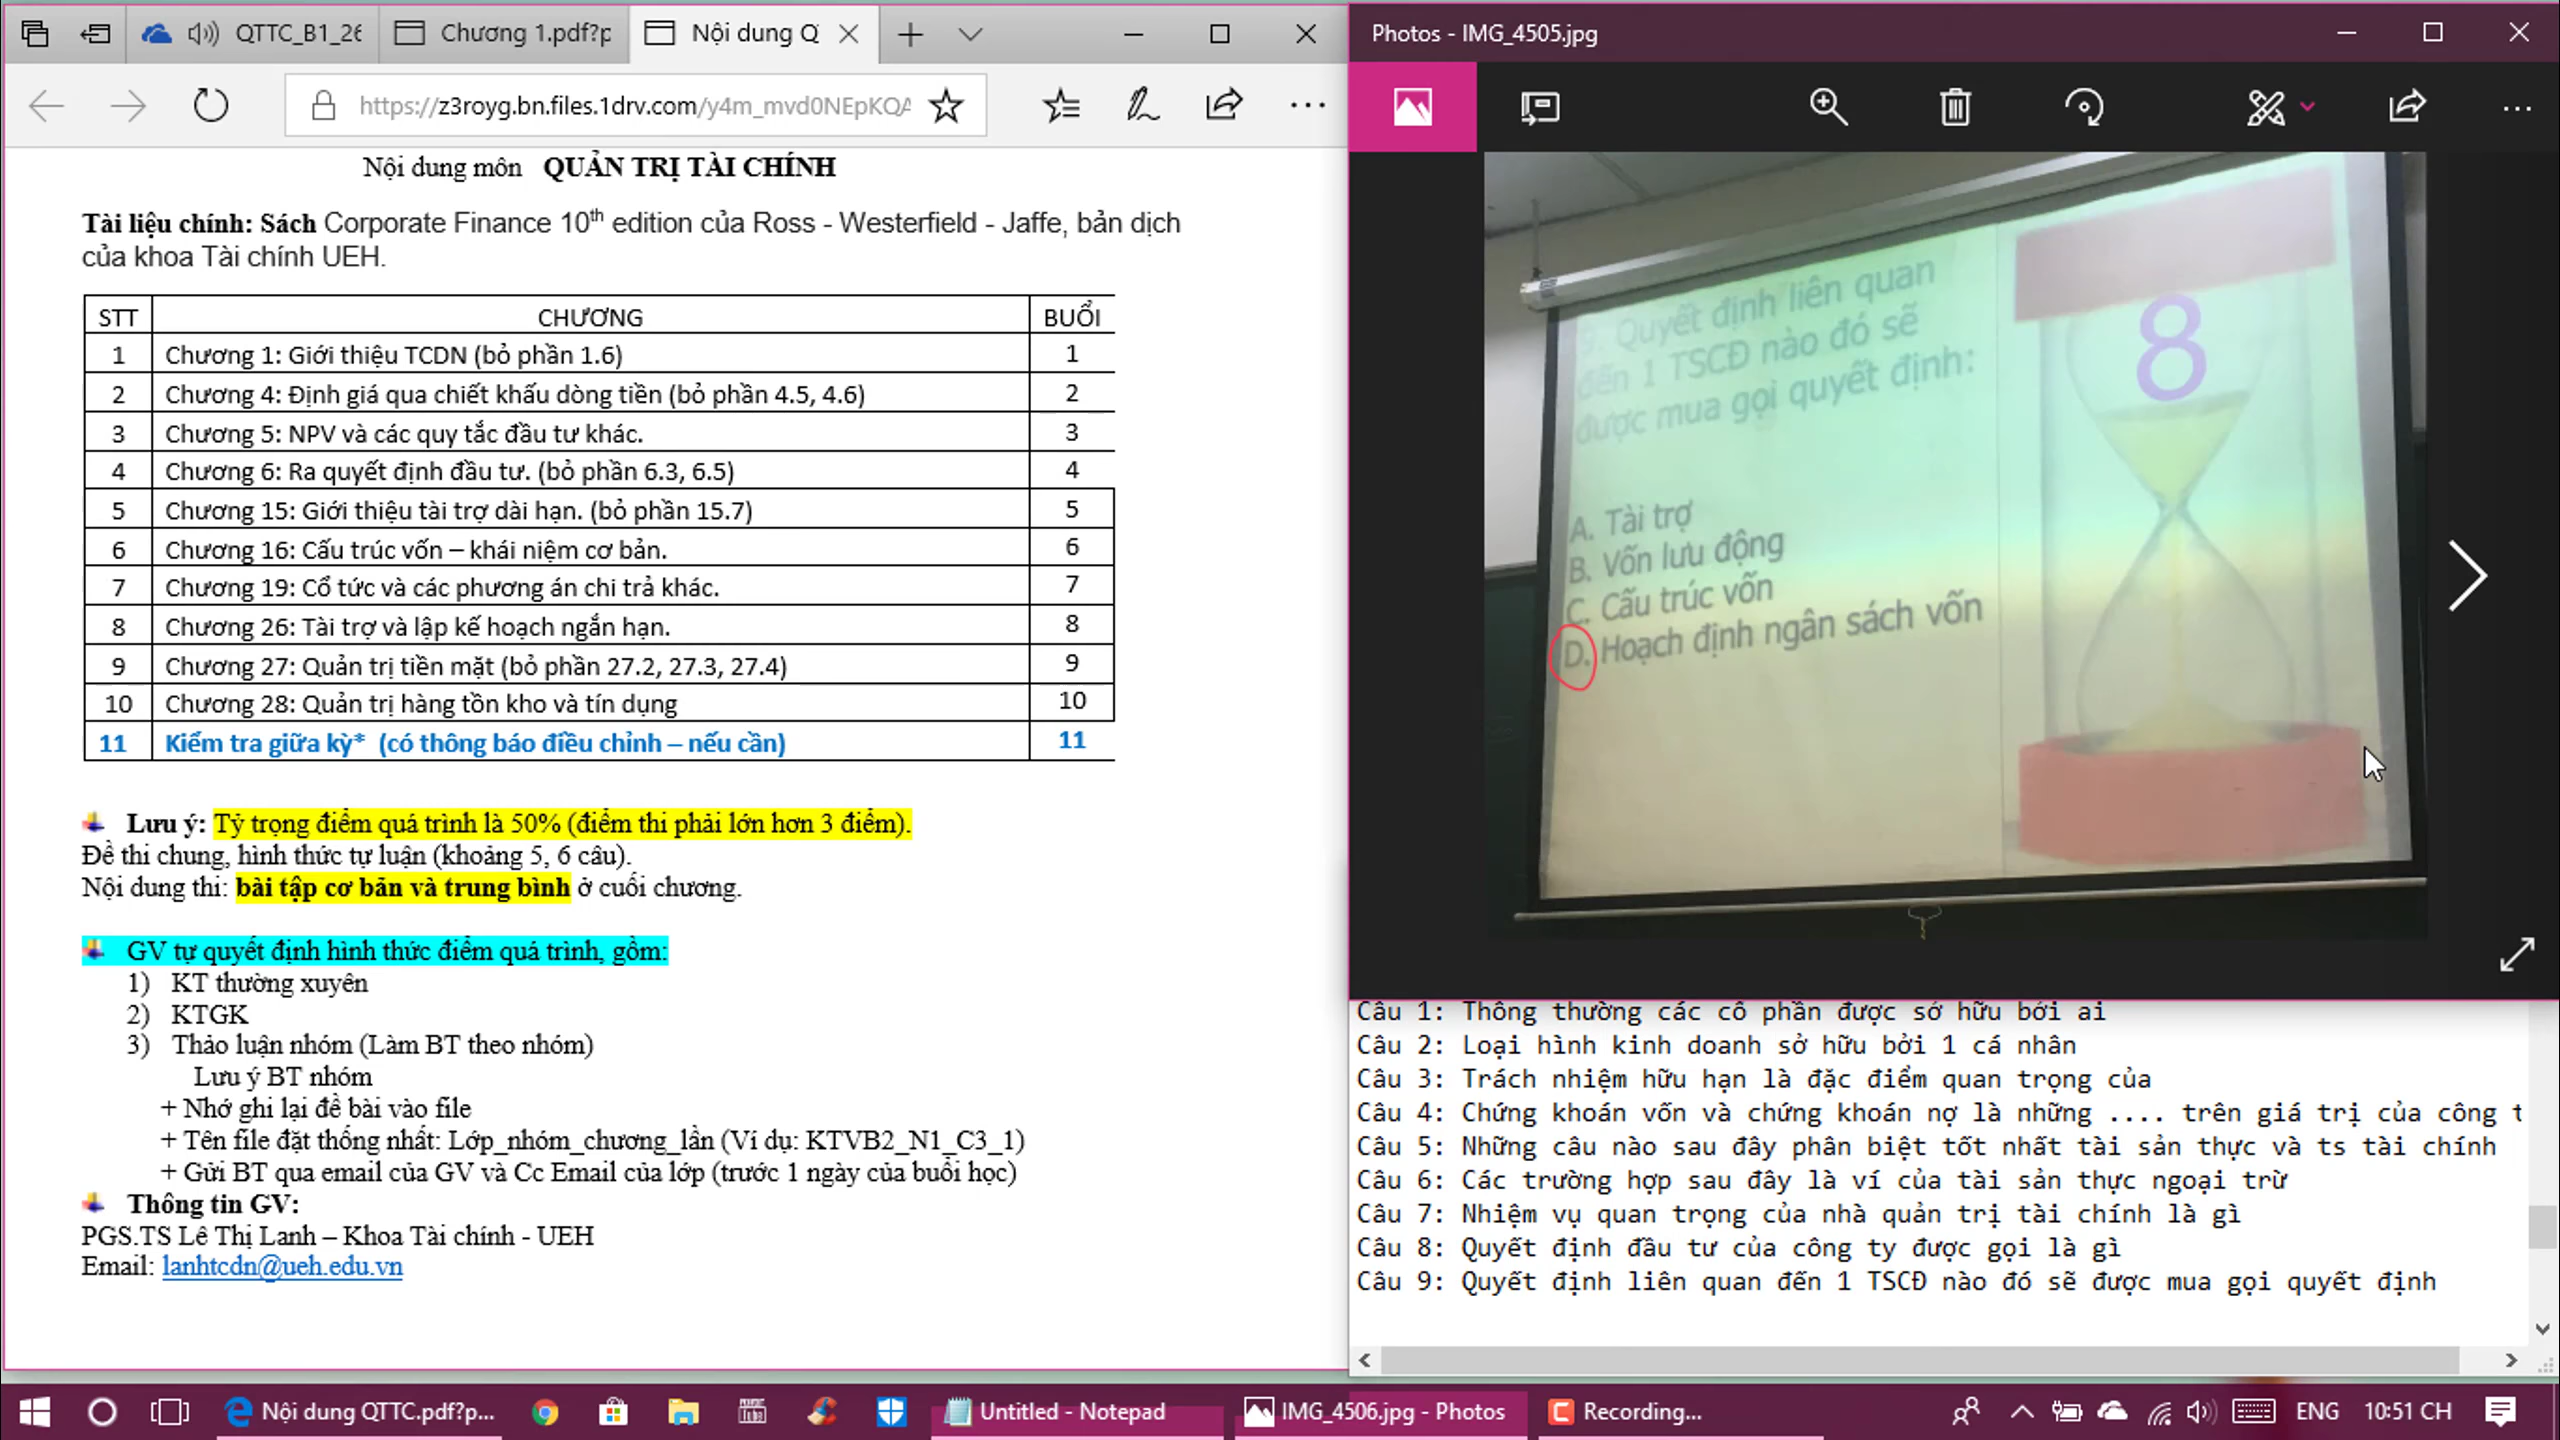 QTTC_B1_26
Chương 1.pdf?p
Nội dung Q
https://z3royg.bn.files.1drv.com/y4m_mvd0NEpKQA
Nội dung môn QUẢN TRỊ TÀI CHÍNH
Tài liệu chính: Sách Corporate Finance 10th edition của Ross - Westerfield - Jaffe, bản dịch
của khoa Tài chính UEH.
STT CHƯƠNG BUỔI
1 Chương 1: Giới thiệu TCDN (bỏ phần 1.6) 1
2 Chương 4: Định giá qua chiết khấu dòng tiền (bỏ phần 4.5, 4.6) 2
3 Chương 5: NPV và các quy tắc đầu tư khác. 3
4 Chương 6: Ra quyết định đầu tư. (bỏ phần 6.3, 6.5) 4
5 Chương 15: Giới thiệu tài trợ dài hạn. (bỏ phần 15.7) 5
6 Chương 16: Cấu trúc vốn – khái niệm cơ bản. 6
7 Chương 19: Cổ tức và các phương án chi trả khác. 7
8 Chương 26: Tài trợ và lập kế hoạch ngắn hạn. 8
9 Chương 27: Quản trị tiền mặt (bỏ phần 27.2, 27.3, 27.4) 9
10 Chương 28: Quản trị hàng tồn kho và tín dụng 10
11 Kiểm tra giữa kỳ* (có thông báo điều chỉnh – nếu cần) 11
Lưu ý: Tỷ trọng điểm quá trình là 50% (điểm thi phải lớn hơn 3 điểm).
Đề thi chung, hình thức tự luận (khoảng 5, 6 câu).
Nội dung thi: bài tập cơ bản và trung bình ở cuối chương.
GV tự quyết định hình thức điểm quá trình, gồm:
1) KT thường xuyên
2) KTGK
3) Thảo luận nhóm (Làm BT theo nhóm)
Lưu ý BT nhóm
+ Nhớ ghi lại đề bài vào file
+ Tên file đặt thống nhất: Lớp_nhóm_chương_lần (Ví dụ: KTVB2_N1_C3_1)
+ Gửi BT qua email của GV và Cc Email của lớp (trước 1 ngày của buổi học)
Thông tin GV:
PGS.TS Lê Thị Lanh – Khoa Tài chính - UEH
Email: lanhtcdn@ueh.edu.vn
Photos - IMG_4505.jpg
9. Quyết định liên quan
đến 1 TSCĐ nào đó sẽ
được mua gọi quyết định:
8
A. Tài trợ
B. Vốn lưu động
C. Cấu trúc vốn
D. Hoạch định ngân sách vốn
Câu 1: Thông thường các cổ phần được sở hữu bởi ai
Câu 2: Loại hình kinh doanh sở hữu bởi 1 cá nhân
Câu 3: Trách nhiệm hữu hạn là đặc điểm quan trọng của
Câu 4: Chứng khoán vốn và chứng khoán nợ là những .... trên giá trị của công t
Câu 5: Những câu nào sau đây phân biệt tốt nhất tài sản thực và ts tài chính
Câu 6: Các trường hợp sau đây là ví của tài sản thực ngoại trừ
Câu 7: Nhiệm vụ quan trọng của nhà quản trị tài chính là gì
Câu 8: Quyết định đầu tư của công ty được gọi là gì
Câu 9: Quyết định liên quan đến 1 TSCĐ nào đó sẽ được mua gọi quyết định
Nội dung QTTC.pdf?p...
Untitled - Notepad
IMG_4506.jpg - Photos
Recording...
ENG
10:51 CH